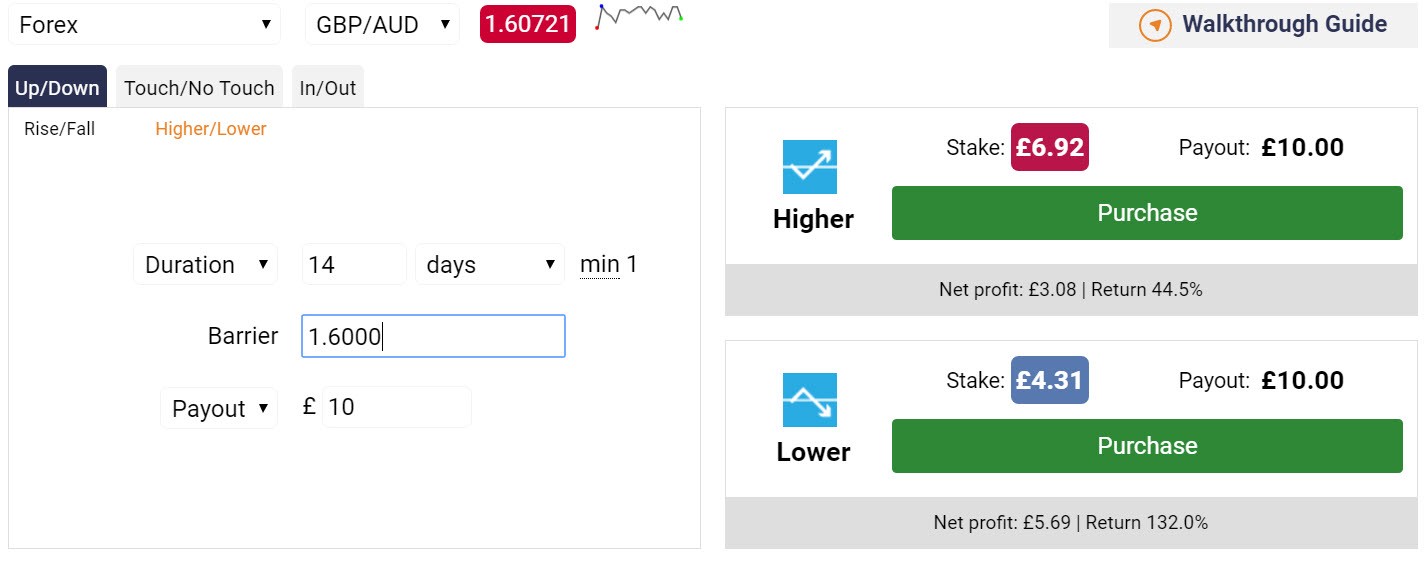 Forex GBP/AUD 1.60721 Walkthrough Guide
Up/Down Touch/No Touch In/Out
Rise/Fall Higher/Lower
Duration 14 days min 1
Barrier 1.6000
Payout £ 10
Stake: £6.92 Payout: £10.00
Higher
Purchase
Net profit: £3.08 | Return 44.5%
Stake: £4.31 Payout: £10.00
Lower
Purchase
Net profit: £5.69 | Return 132.0%